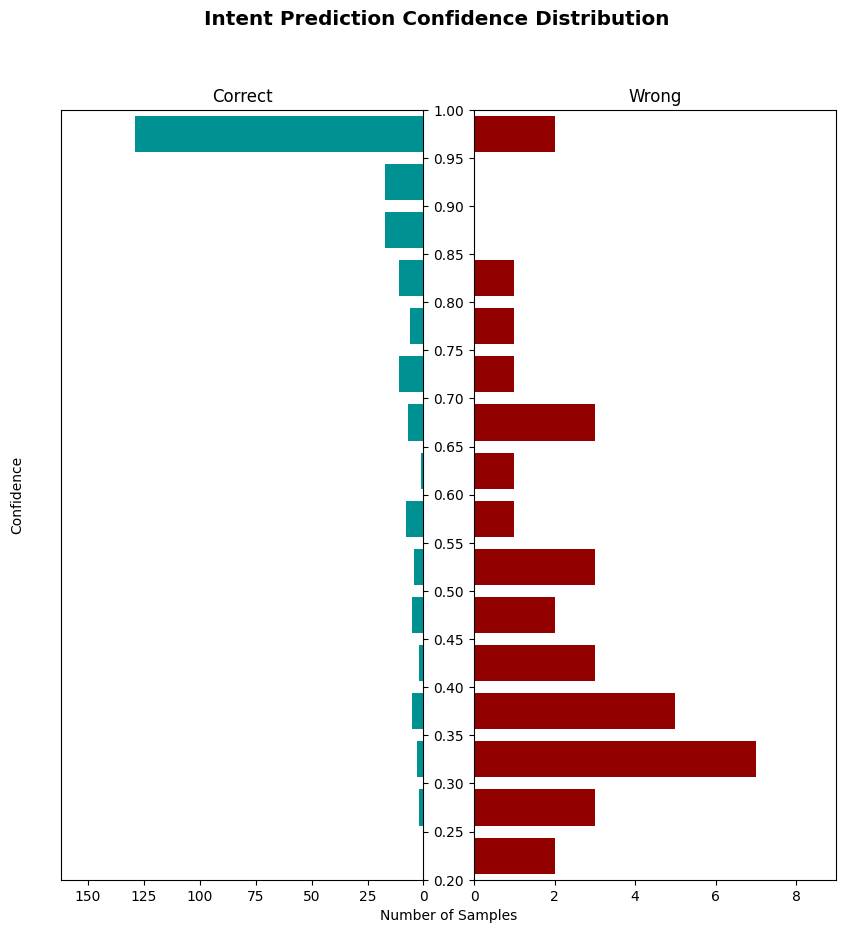 Intent Prediction Confidence Distribution
Correct
Wrong
1.00
0.95
0.90
0.85
0.80
0.75
0.70
0.65
0.60
0.55
0.50
0.45
0.40
0.35
0.30
0.25
0.20
Confidence
150 125 100 75 50 25 0
0 2 4 6 8
Number of Samples